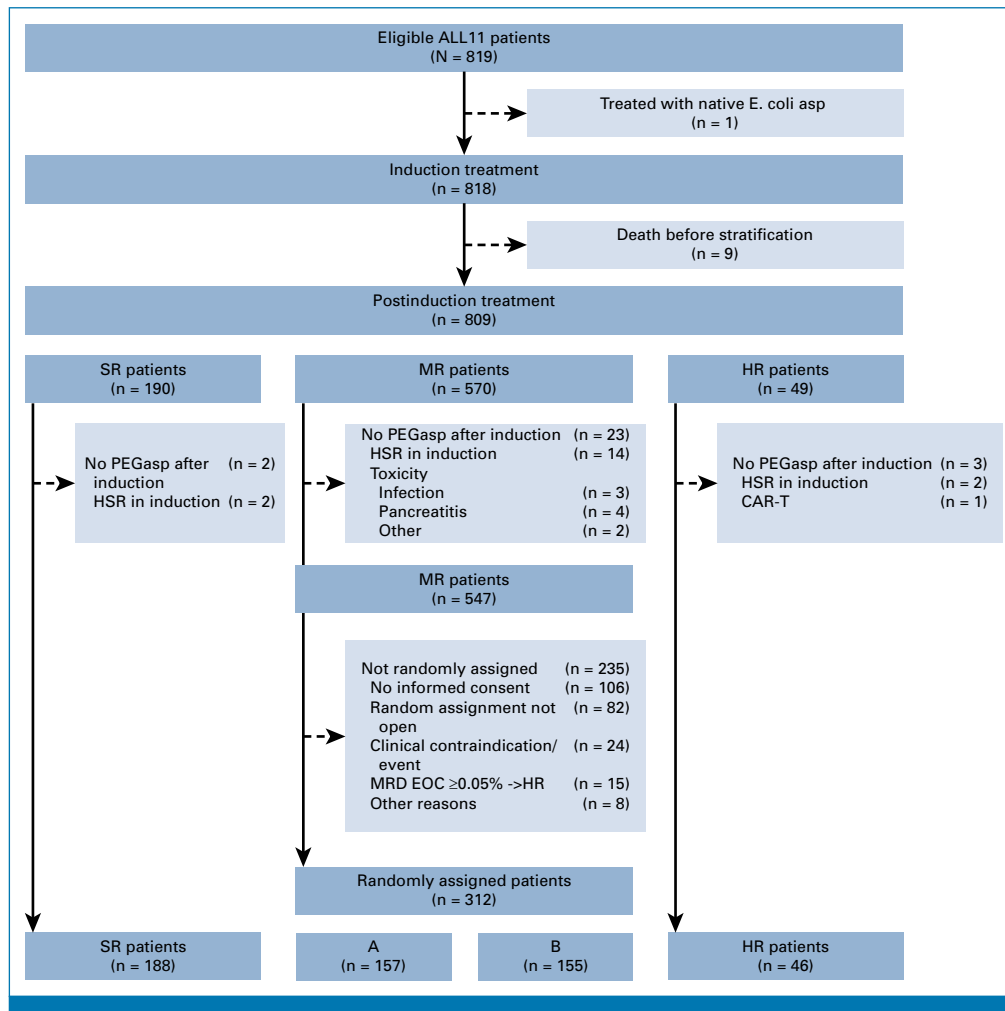 Eligible ALL11 patients
(N = 819)
Treated with native E. coli asp
(n = 1)
Induction treatment
(n = 818)
Death before stratification
(n = 9)
Postinduction treatment
(n = 809)
SR patients
(n = 190)
MR patients
(n = 570)
HR patients
(n = 49)
No PEGasp after (n = 2)
induction
HSR in induction (n = 2)
No PEGasp after induction (n = 23)
HSR in induction (n = 14)
Toxicity
Infection (n = 3)
Pancreatitis (n = 4)
Other (n = 2)
No PEGasp after induction (n = 3)
HSR in induction (n = 2)
CAR-T (n = 1)
MR patients
(n = 547)
Not randomly assigned (n = 235)
No informed consent (n = 106)
Random assignment not (n = 82)
open
Clinical contraindication/ (n = 24)
event
MRD EOC ≥0.05% ->HR (n = 15)
Other reasons (n = 8)
Randomly assigned patients
(n = 312)
SR patients
(n = 188)
A
(n = 157)
B
(n = 155)
HR patients
(n = 46)